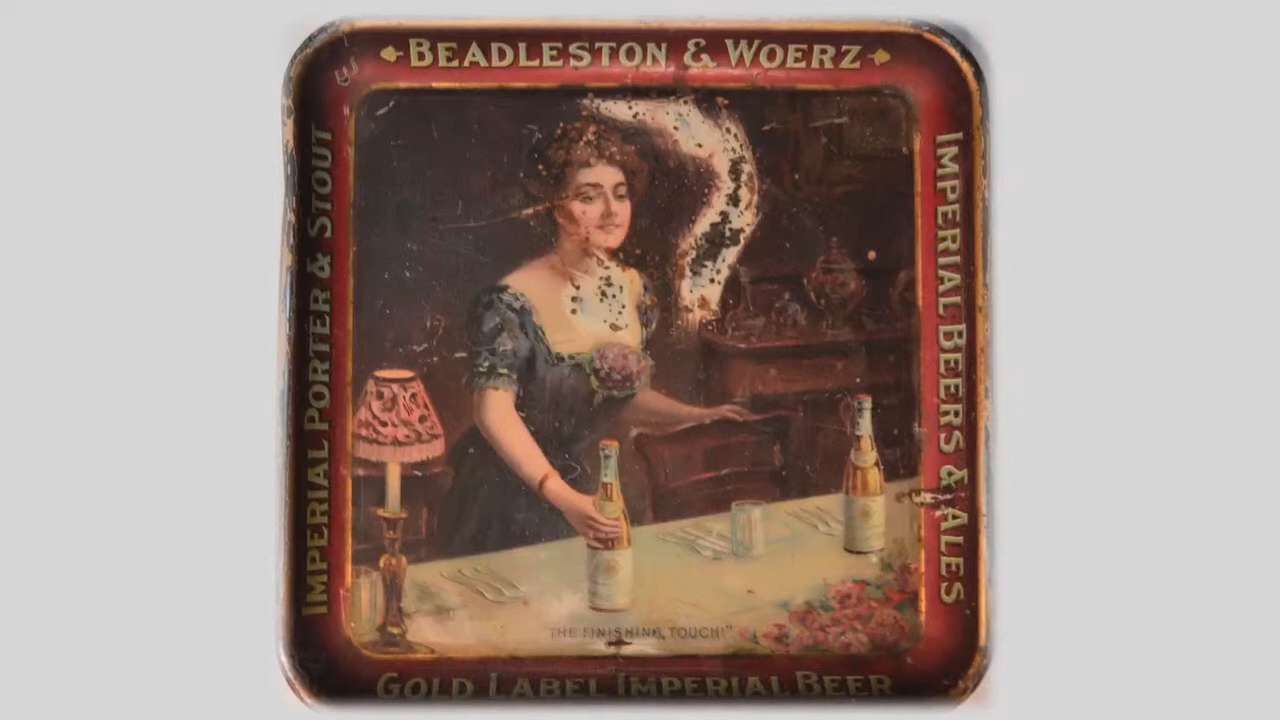 BEADLESTON & WOERZ
IMPERIAL PORTER & STOUT
IMPERIAL BEERS & ALES
"THE FINISHING TOUCH!"
GOLD LABEL IMPERIAL BEER